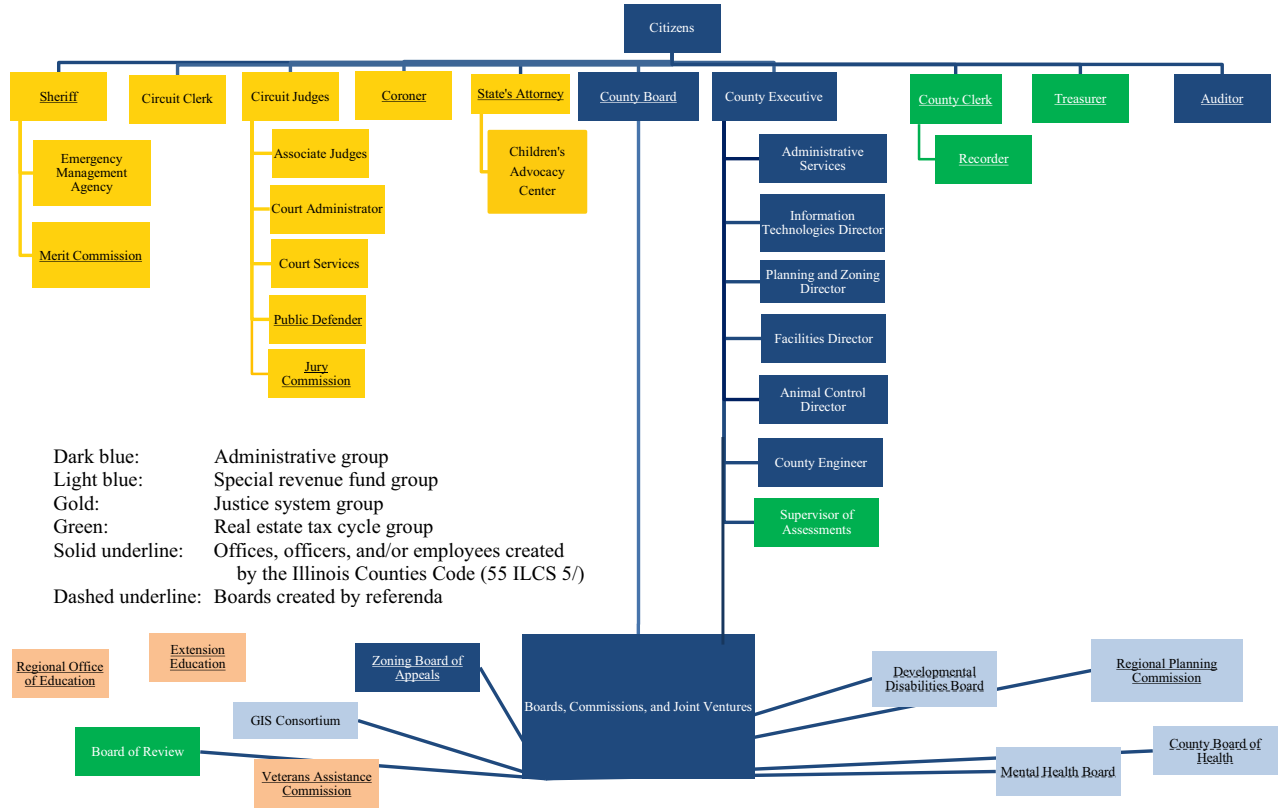 Citizens
Sheriff
Circuit Clerk
Circuit Judges
Coroner
State's Attorney
County Board
County Executive
County Clerk
Treasurer
Auditor
Emergency
Management
Agency
Merit Commission
Associate Judges
Court Administrator
Court Services
Public Defender
Jury
Commission
Children's
Advocacy
Center
Administrative
Services
Information
Technologies Director
Planning and Zoning
Director
Facilities Director
Animal Control
Director
County Engineer
Supervisor of
Assessments
Recorder
Dark blue: Administrative group
Light blue: Special revenue fund group
Gold: Justice system group
Green: Real estate tax cycle group
Solid underline: Offices, officers, and/or employees created
by the Illinois Counties Code (55 ILCS 5/)
Dashed underline: Boards created by referenda
Regional Office
of Education
Extension
Education
Zoning Board of
Appeals
GIS Consortium
Board of Review
Veterans Assistance
Commission
Boards, Commissions, and Joint Ventures
Developmental
Disabilities Board
Regional Planning
Commission
County Board of
Health
Mental Health Board